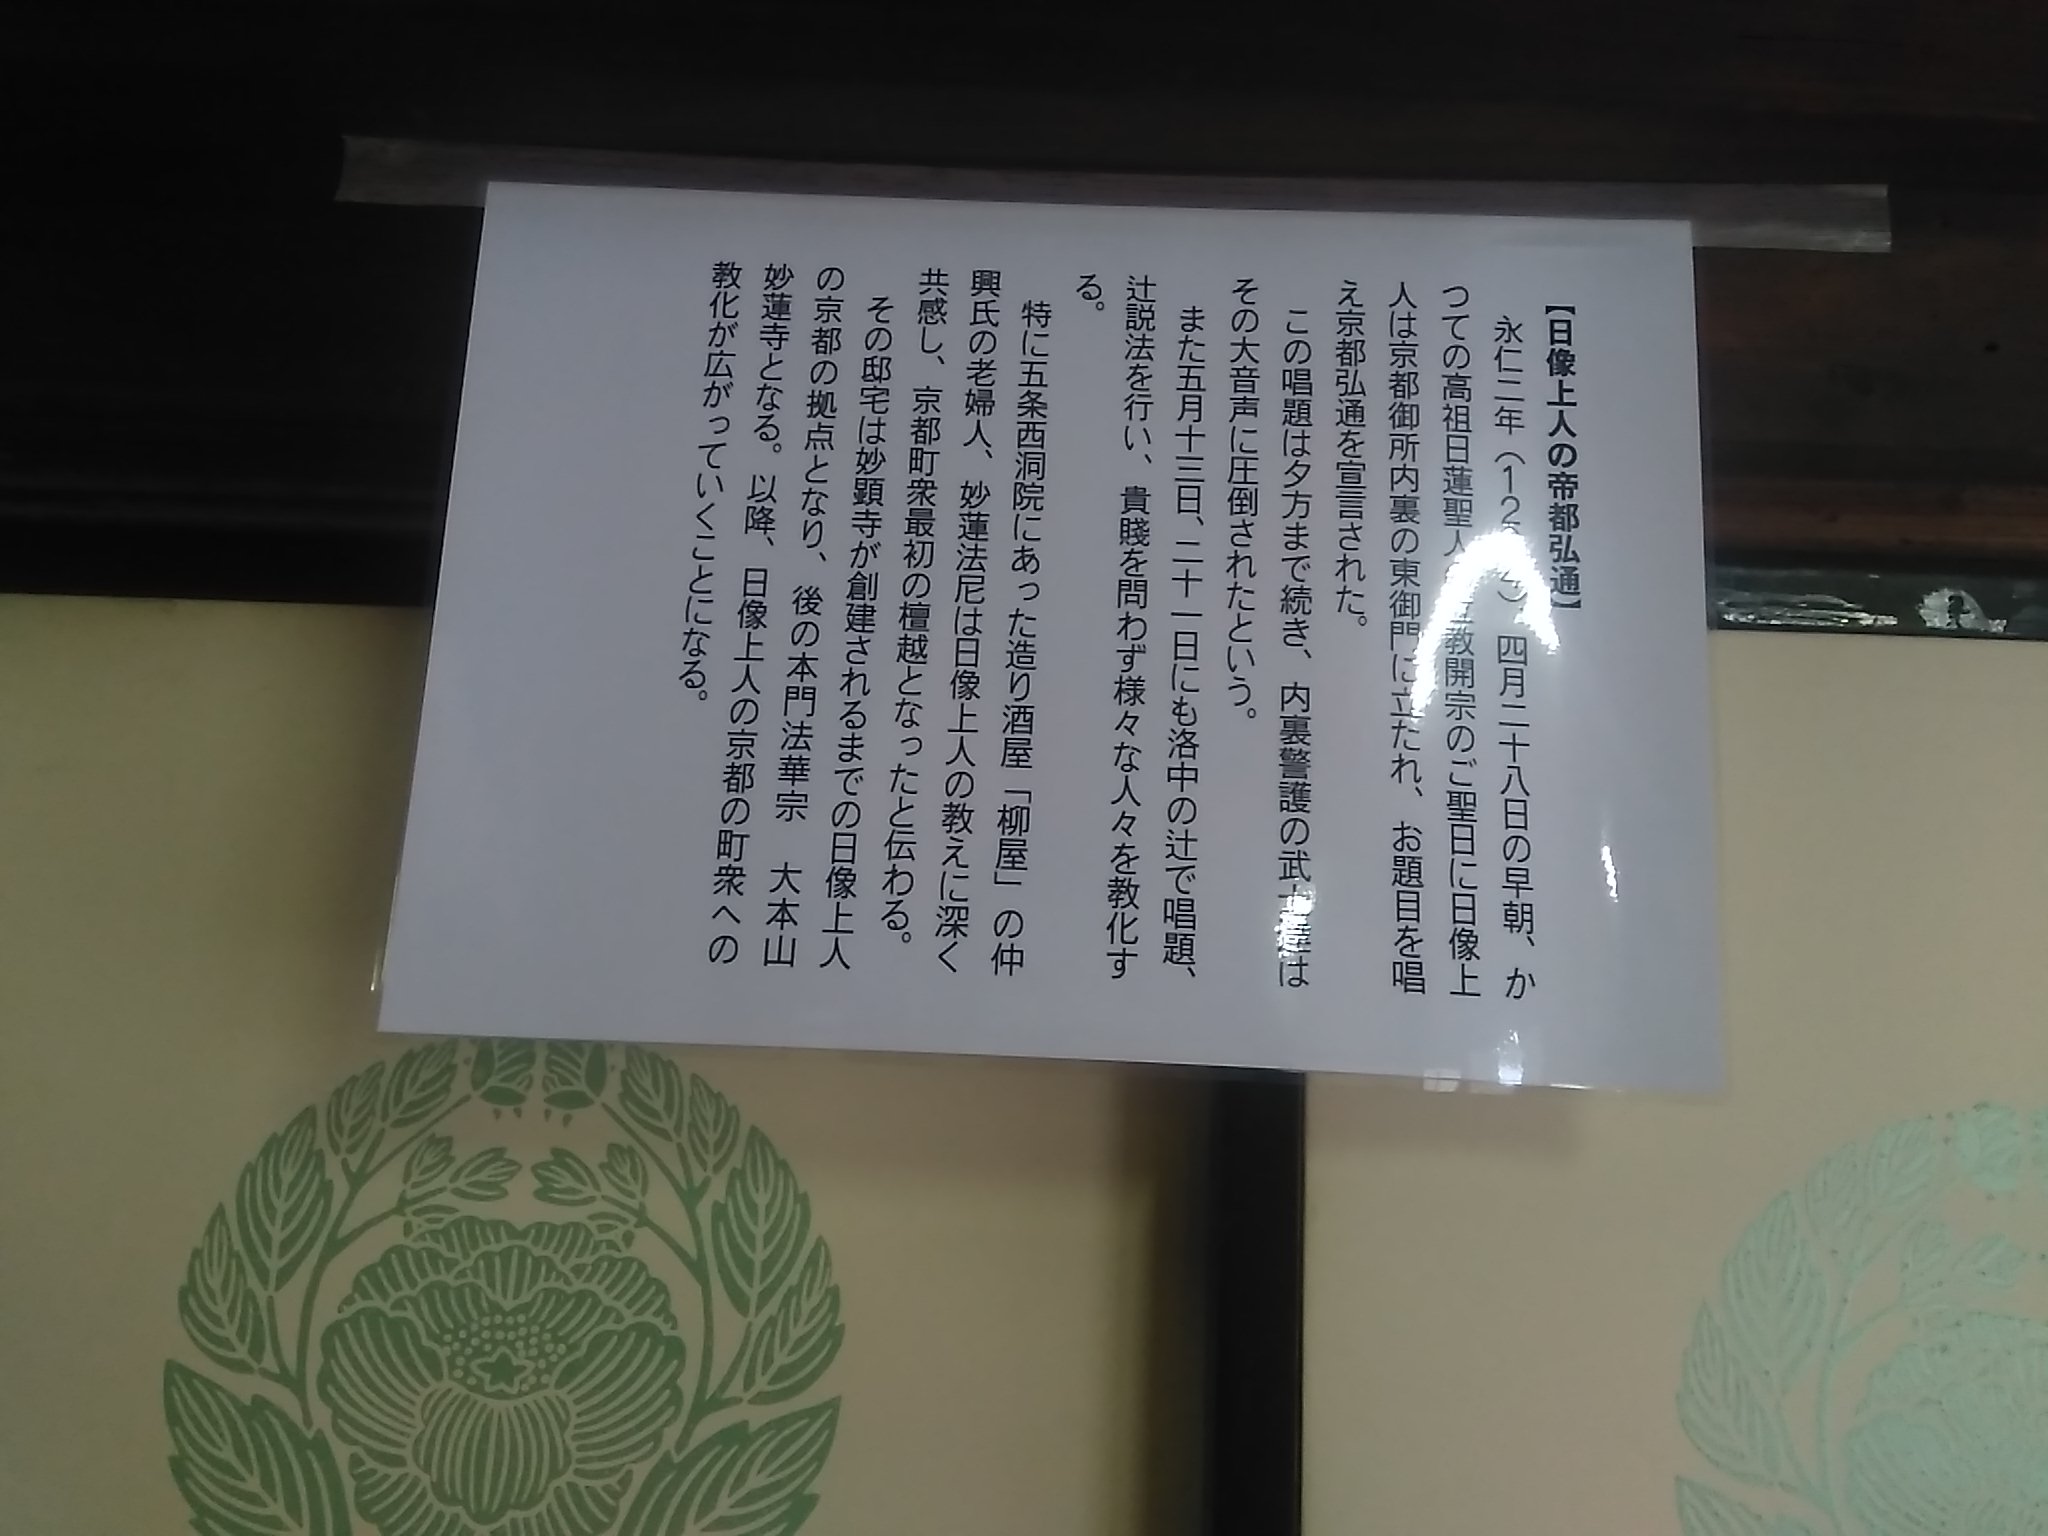 【日像上人の帝都弘通】
永仁二年（12 4）四月二十八日の早朝、か
つての高祖日蓮聖人 教開宗のご聖日に日像上
人は京都御所内裏の東御門に立たれ、お題目を唱
え京都弘通を宣言された。
この唱題は夕方まで続き、内裏警護の武士達は
その大音声に圧倒されたという。
また五月十三日、二十一日にも洛中の辻で唱題、
辻説法を行い、貴賤を問わず様々な人々を教化す
る。
特に五条西洞院にあった造り酒屋「柳屋」の仲
興氏の老婦人、妙蓮法尼は日像上人の教えに深く
共感し、京都町衆最初の檀越となったと伝わる。
その邸宅は妙顕寺が創建されるまでの日像上人
の京都の拠点となり、後の本門法華宗　大本山
妙蓮寺となる。以降、日像上人の京都の町衆への
教化が広がっていくことになる。